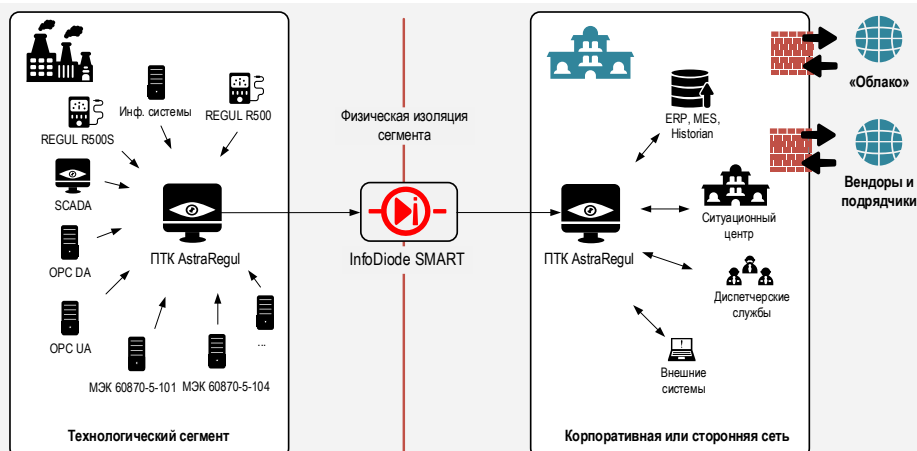 Инф. системы
REGUL R500
REGUL R500S
SCADA
OPC DA
OPC UA
МЭК 60870-5-101
МЭК 60870-5-104
...
ПТК AstraRegul
Технологический сегмент
Физическая изоляция
сегмента
InfoDiode SMART
ПТК AstraRegul
ERP, MES,
Historian
Ситуационный
центр
Диспетчерские
службы
Внешние
системы
Корпоративная или сторонняя сеть
«Облако»
Вендоры и
подрядчики